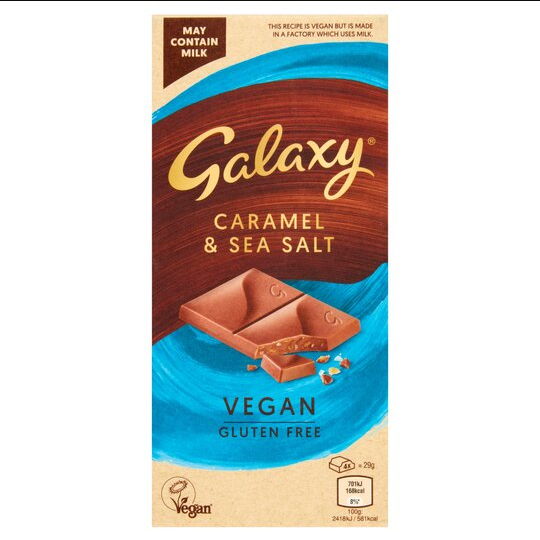 MAY
CONTAIN
MILK
THIS RECIPE IS VEGAN BUT IS MADE
IN A FACTORY WHICH USES MILK.
Galaxy®
CARAMEL
& SEA SALT
G
G
VEGAN
GLUTEN FREE
4x = 29g
701kJ
168kcal
8%*
100g:
2418kJ / 581kcal
Vegan